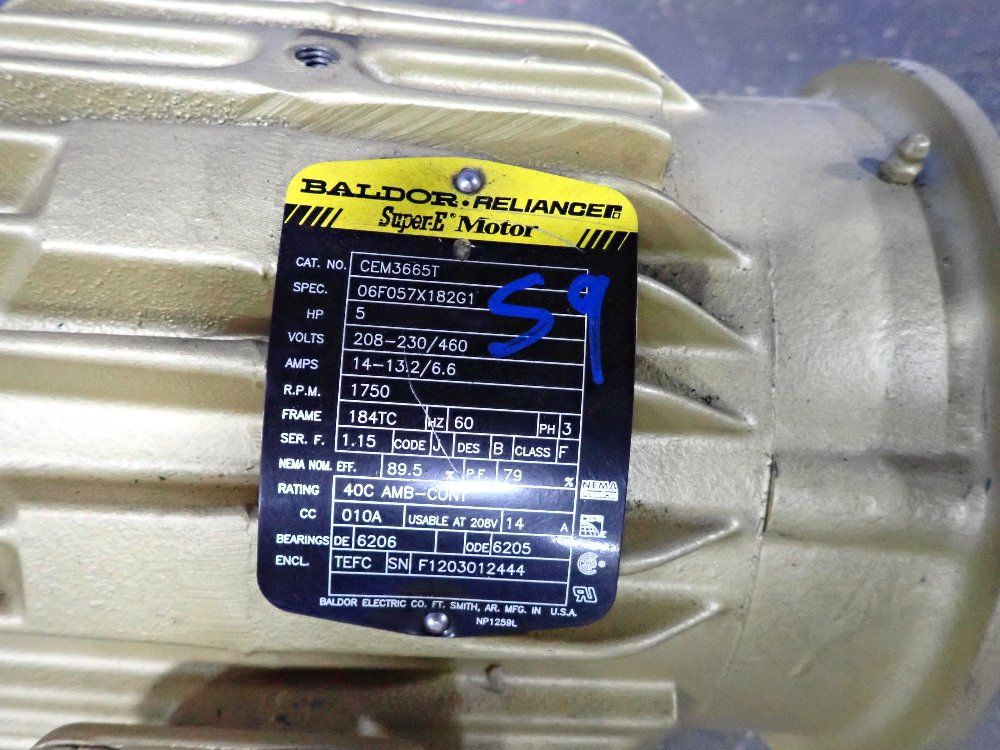 BALDOR • RELIANCE
Super-E® Motor
CAT. NO. CEM3665T
SPEC. 06F057X182G1
HP 5
VOLTS 208-230/460
AMPS 14-13.2/6.6
R.P.M. 1750
FRAME 184TC HZ 60 PH 3
SER. F. 1.15 CODE J DES B CLASS F
NEMA NOM. EFF. 89.5 % P.F. 79 %
RATING 40C AMB-CONT
CC 010A USABLE AT 208V 14 A
BEARINGS DE 6206 ODE 6205
ENCL. TEFC SN F1203012444
BALDOR ELECTRIC CO. FT. SMITH, AR. MFG. IN U.S.A.
NP1259L
59
NEMA